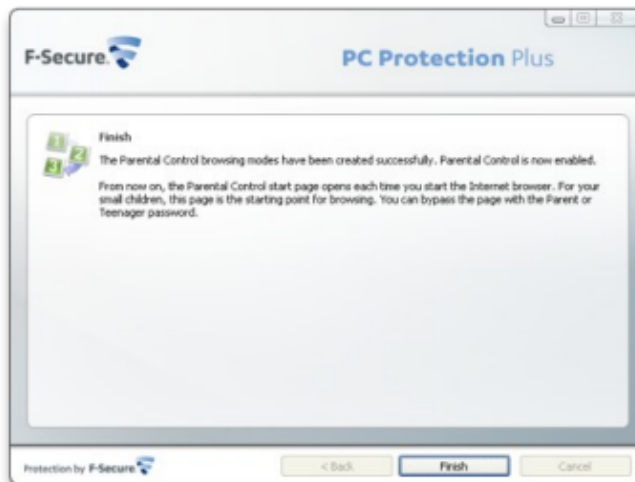 F-Secure.
PC Protection Plus
Finish
1
2
3
The Parental Control browsing modes have been created successfully. Parental Control is now enabled.
From now on, the Parental Control start page opens each time you start the Internet browser. For your
small children, this page is the starting point for browsing. You can bypass the page with the Parent or
Teenager password.
Protection by F-Secure
< Back
Finish
Cancel